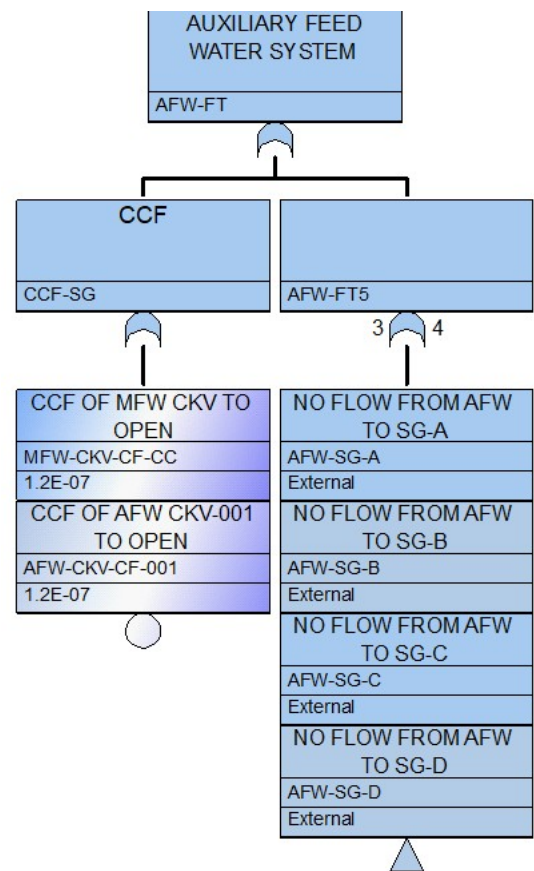 AUXILIARY FEED
WATER SYSTEM
AFW-FT
CCF
CCF-SG
AFW-FT5
3 4
CCF OF MFW CKV TO
OPEN
MFW-CKV-CF-CC
1.2E-07
CCF OF AFW CKV-001
TO OPEN
AFW-CKV-CF-001
1.2E-07
NO FLOW FROM AFW
TO SG-A
AFW-SG-A
External
NO FLOW FROM AFW
TO SG-B
AFW-SG-B
External
NO FLOW FROM AFW
TO SG-C
AFW-SG-C
External
NO FLOW FROM AFW
TO SG-D
AFW-SG-D
External